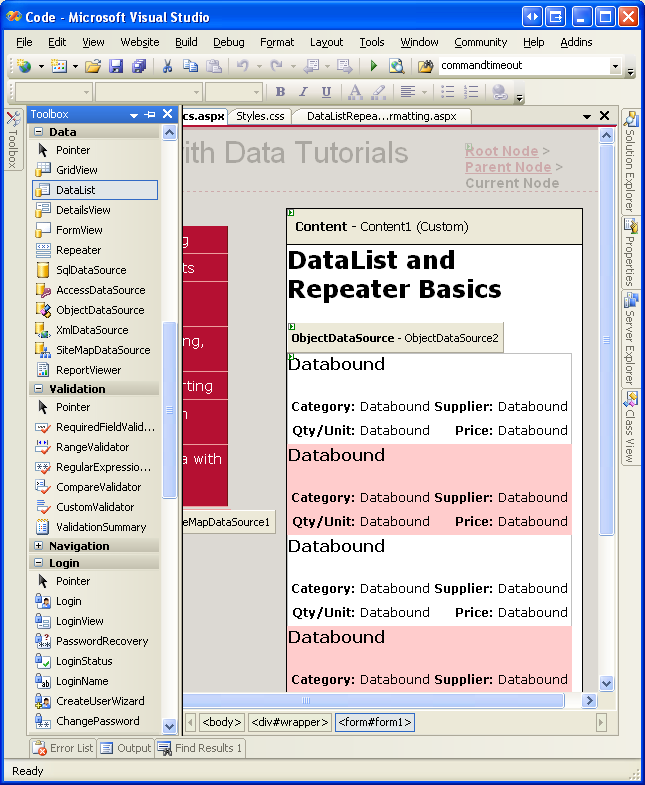 Code - Microsoft Visual Studio
File Edit View Website Build Debug Format Layout Tools Window Community Help Addins
commandtimeout
B I U A
Toolbox
cs.aspx Styles.css DataListRepea...rmatting.aspx
Toolbox
Data
Pointer
GridView
DataList
DetailsView
FormView
Repeater
SqlDataSource
AccessDataSource
ObjectDataSource
XmlDataSource
SiteMapDataSource
ReportViewer
Validation
Pointer
RequiredFieldValid...
RangeValidator
RegularExpressio...
CompareValidator
CustomValidator
ValidationSummary
Navigation
Login
Pointer
Login
LoginView
PasswordRecovery
LoginStatus
LoginName
CreateUserWizard
ChangePassword
ith Data Tutorials
Root Node >
Parent Node >
Current Node
g
ts
ng,
rting
n
a with
eMapDataSource1
Content - Content1 (Custom)
DataList and
Repeater Basics
ObjectDataSource - ObjectDataSource2
Databound
Category: Databound Supplier: Databound
Qty/Unit: Databound Price: Databound
Databound
Category: Databound Supplier: Databound
Qty/Unit: Databound Price: Databound
Databound
Category: Databound Supplier: Databound
Qty/Unit: Databound Price: Databound
Databound
Category: Databound Supplier: Databound
Solution Explorer
Properties
Server Explorer
Class View
<body> <div#wrapper> <form#form1>
Error List Output Find Results 1
Ready